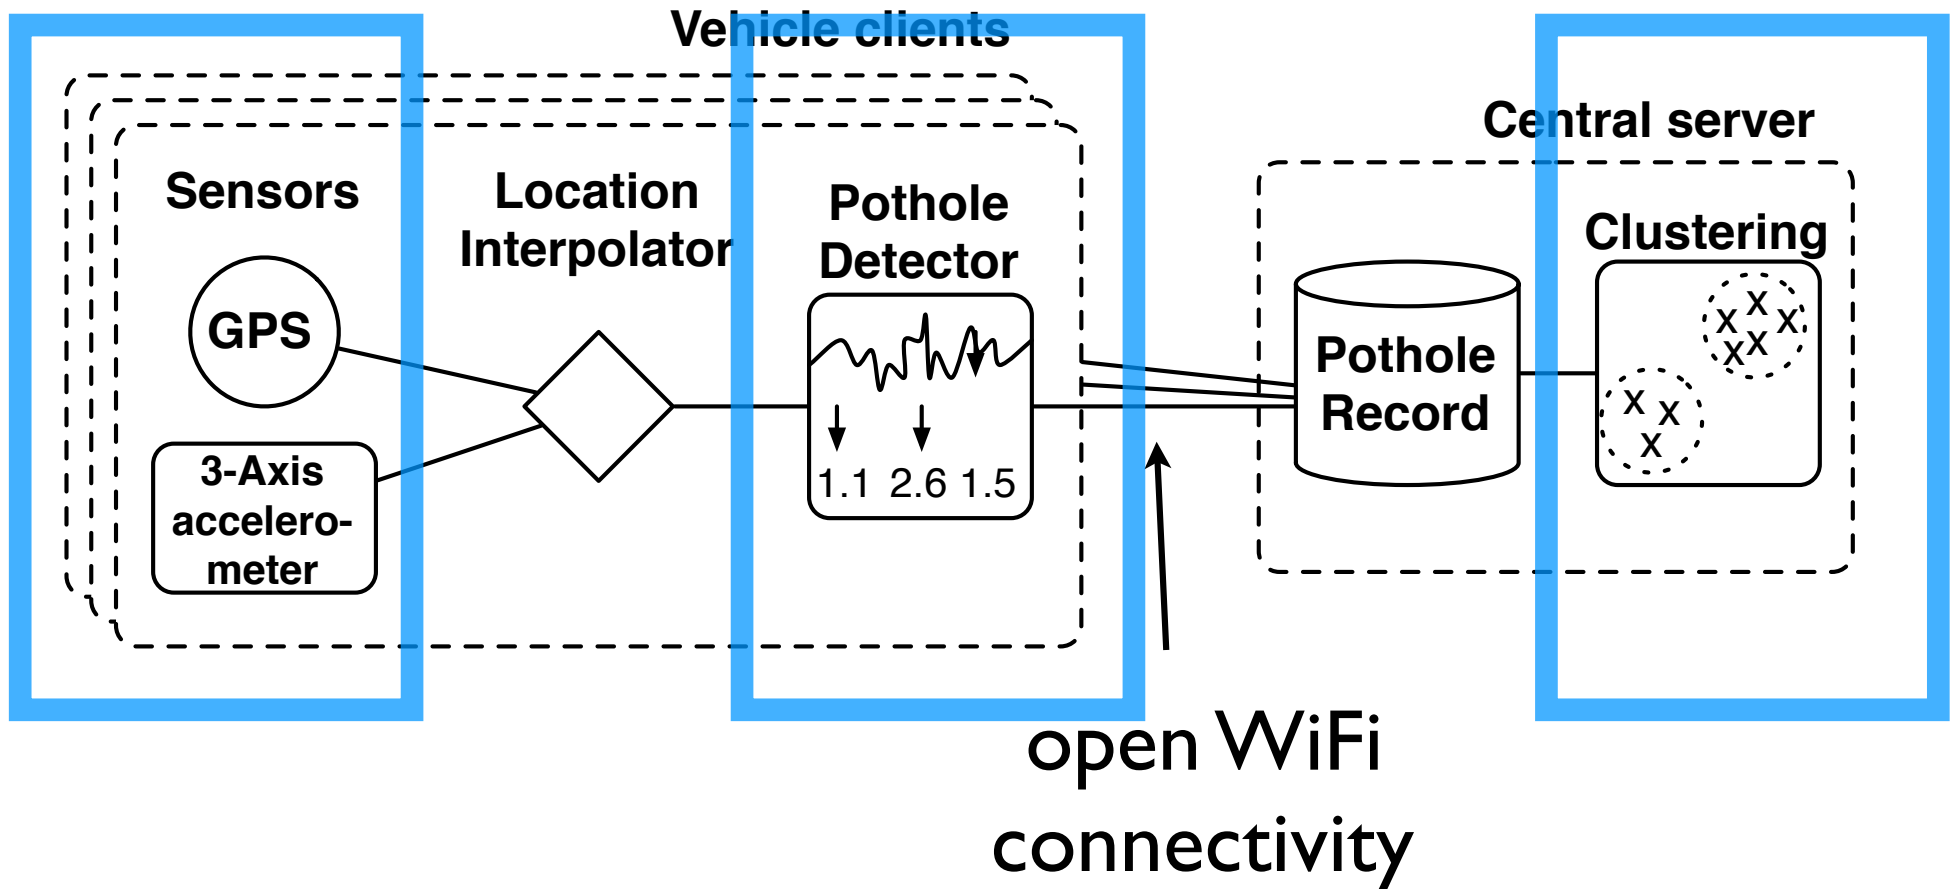 Vehicle clients
Sensors
GPS
3-Axis
accelero-
meter
Location
Interpolator
Pothole
Detector
1.1 2.6 1.5
Central server
Pothole
Record
Clustering
x
x x
x x
x
x
x
open WiFi
connectivity